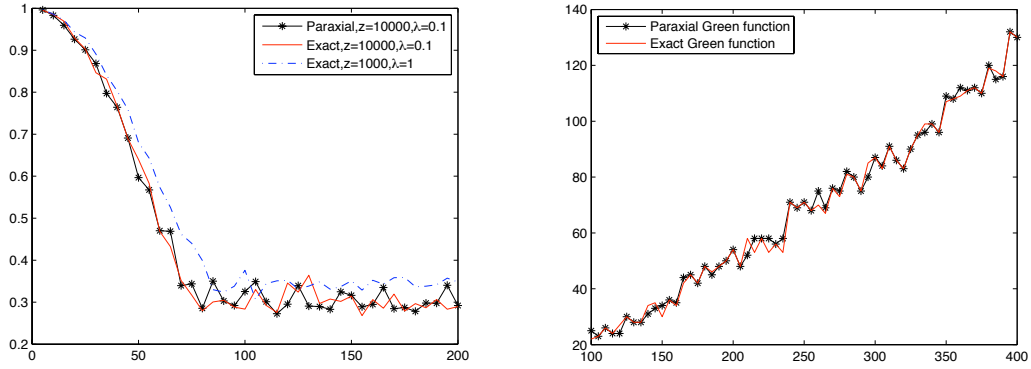 1
0.9
0.8
0.7
0.6
0.5
0.4
0.3
0.2
0 50 100 150 200
Paraxial,z=10000,λ=0.1
Exact,z=10000,λ=0.1
Exact,z=1000,λ=1
140
120
100
80
60
40
20
100 150 200 250 300 350 400
Paraxial Green function
Exact Green function